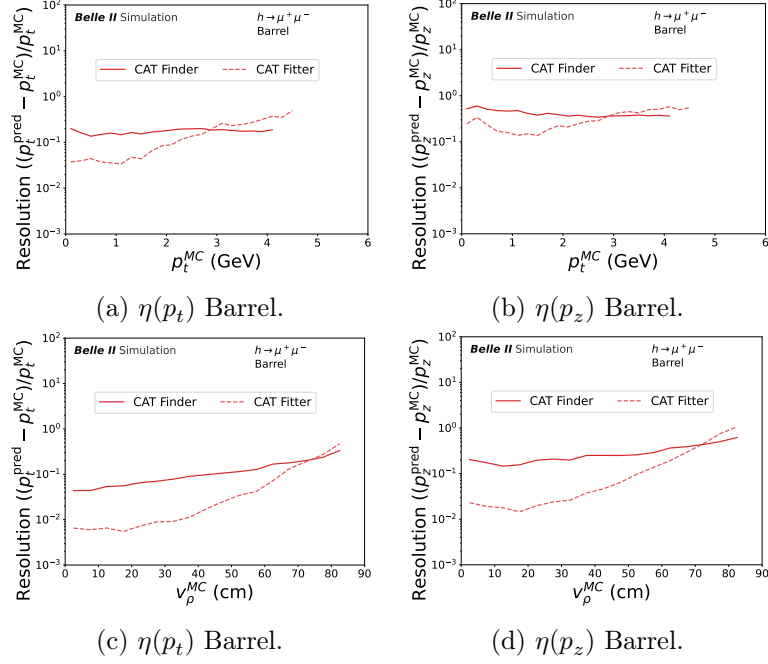 Belle II Simulation
h → μ⁺μ⁻
Barrel
CAT Finder
CAT Fitter
Resolution ((p_t^pred − p_t^MC)/p_t^MC)
10²
10¹
10⁰
10⁻¹
10⁻²
10⁻³
0 1 2 3 4 5 6
p_t^MC (GeV)
(a) η(p_t) Barrel.
Belle II Simulation
h → μ⁺μ⁻
Barrel
CAT Finder
CAT Fitter
Resolution ((p_z^pred − p_z^MC)/p_z^MC)
10²
10¹
10⁰
10⁻¹
10⁻²
10⁻³
0 1 2 3 4 5 6
p_t^MC (GeV)
(b) η(p_z) Barrel.
Belle II Simulation
h → μ⁺μ⁻
Barrel
CAT Finder
CAT Fitter
Resolution ((p_t^pred − p_t^MC)/p_t^MC)
10²
10¹
10⁰
10⁻¹
10⁻²
10⁻³
0 10 20 30 40 50 60 70 80 90
v_ρ^MC (cm)
(c) η(p_t) Barrel.
Belle II Simulation
h → μ⁺μ⁻
Barrel
CAT Finder
CAT Fitter
Resolution ((p_z^pred − p_z^MC)/p_z^MC)
10²
10¹
10⁰
10⁻¹
10⁻²
10⁻³
0 10 20 30 40 50 60 70 80 90
v_ρ^MC (cm)
(d) η(p_z) Barrel.